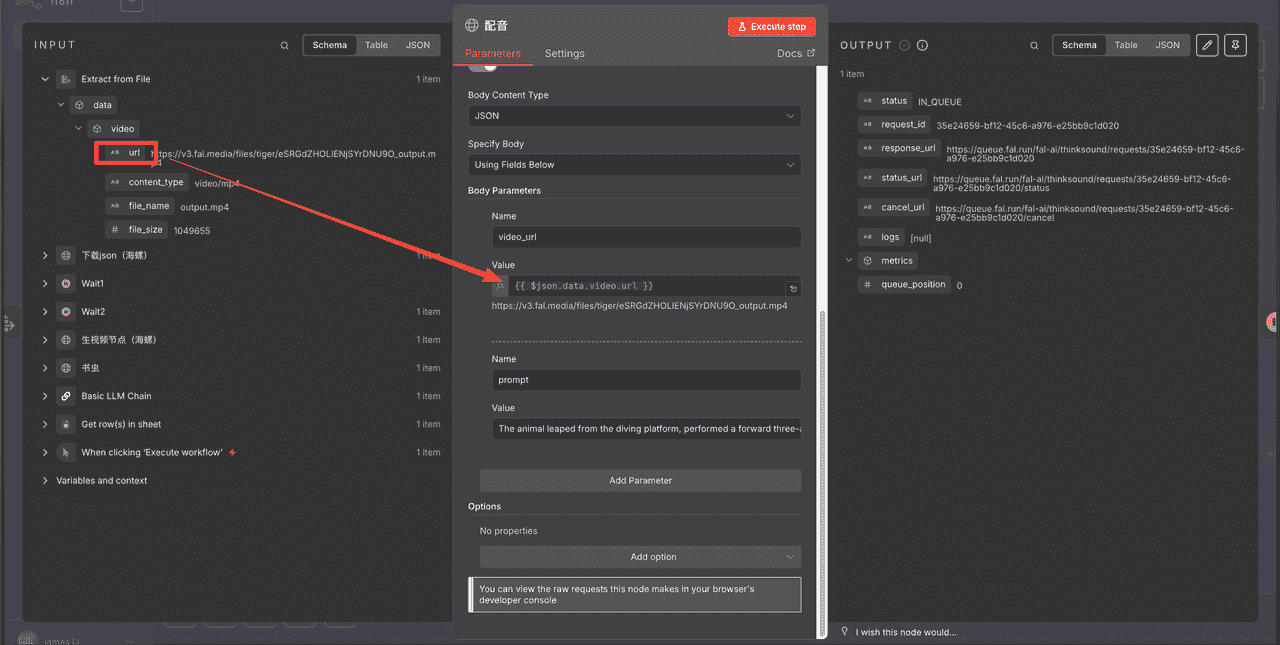 n8n
配音
Execute step
Parameters
Settings
Docs
INPUT
Schema
Table
JSON
Extract from File
1 item
data
video
url
https://v3.fal.media/files/tiger/eSRGdZHOLIENjSYrDNU9O_output.m
p4
content_type
video/mp4
file_name
output.mp4
file_size
1049655
下载json（海螺）
1 item
Wait1
1 item
Wait2
1 item
生视频节点（海螺）
1 item
书虫
1 item
Basic LLM Chain
1 item
Get row(s) in sheet
1 item
When clicking ‘Execute workflow’
1 item
Variables and context
Body Content Type
JSON
Specify Body
Using Fields Below
Body Parameters
Name
video_url
Value
fx
{{ $json.data.video.url }}
https://v3.fal.media/files/tiger/eSRGdZHOLIENjSYrDNU9O_output.mp4
Name
prompt
Value
The animal leaped from the diving platform, performed a forward three-
Add Parameter
Options
No properties
Add option
You can view the raw requests this node makes in your browser's
developer console
OUTPUT
Schema
Table
JSON
1 item
status
IN_QUEUE
request_id
35e24659-bf12-45c6-a976-e25bb9c1d020
response_url
https://queue.fal.run/fal-ai/thinksound/requests/35e24659-bf12-45c6-
a976-e25bb9c1d020
status_url
https://queue.fal.run/fal-ai/thinksound/requests/35e24659-bf12-45c6-
a976-e25bb9c1d020/status
cancel_url
https://queue.fal.run/fal-ai/thinksound/requests/35e24659-bf12-45c6-
a976-e25bb9c1d020/cancel
logs
[null]
metrics
queue_position
0
I wish this node would...